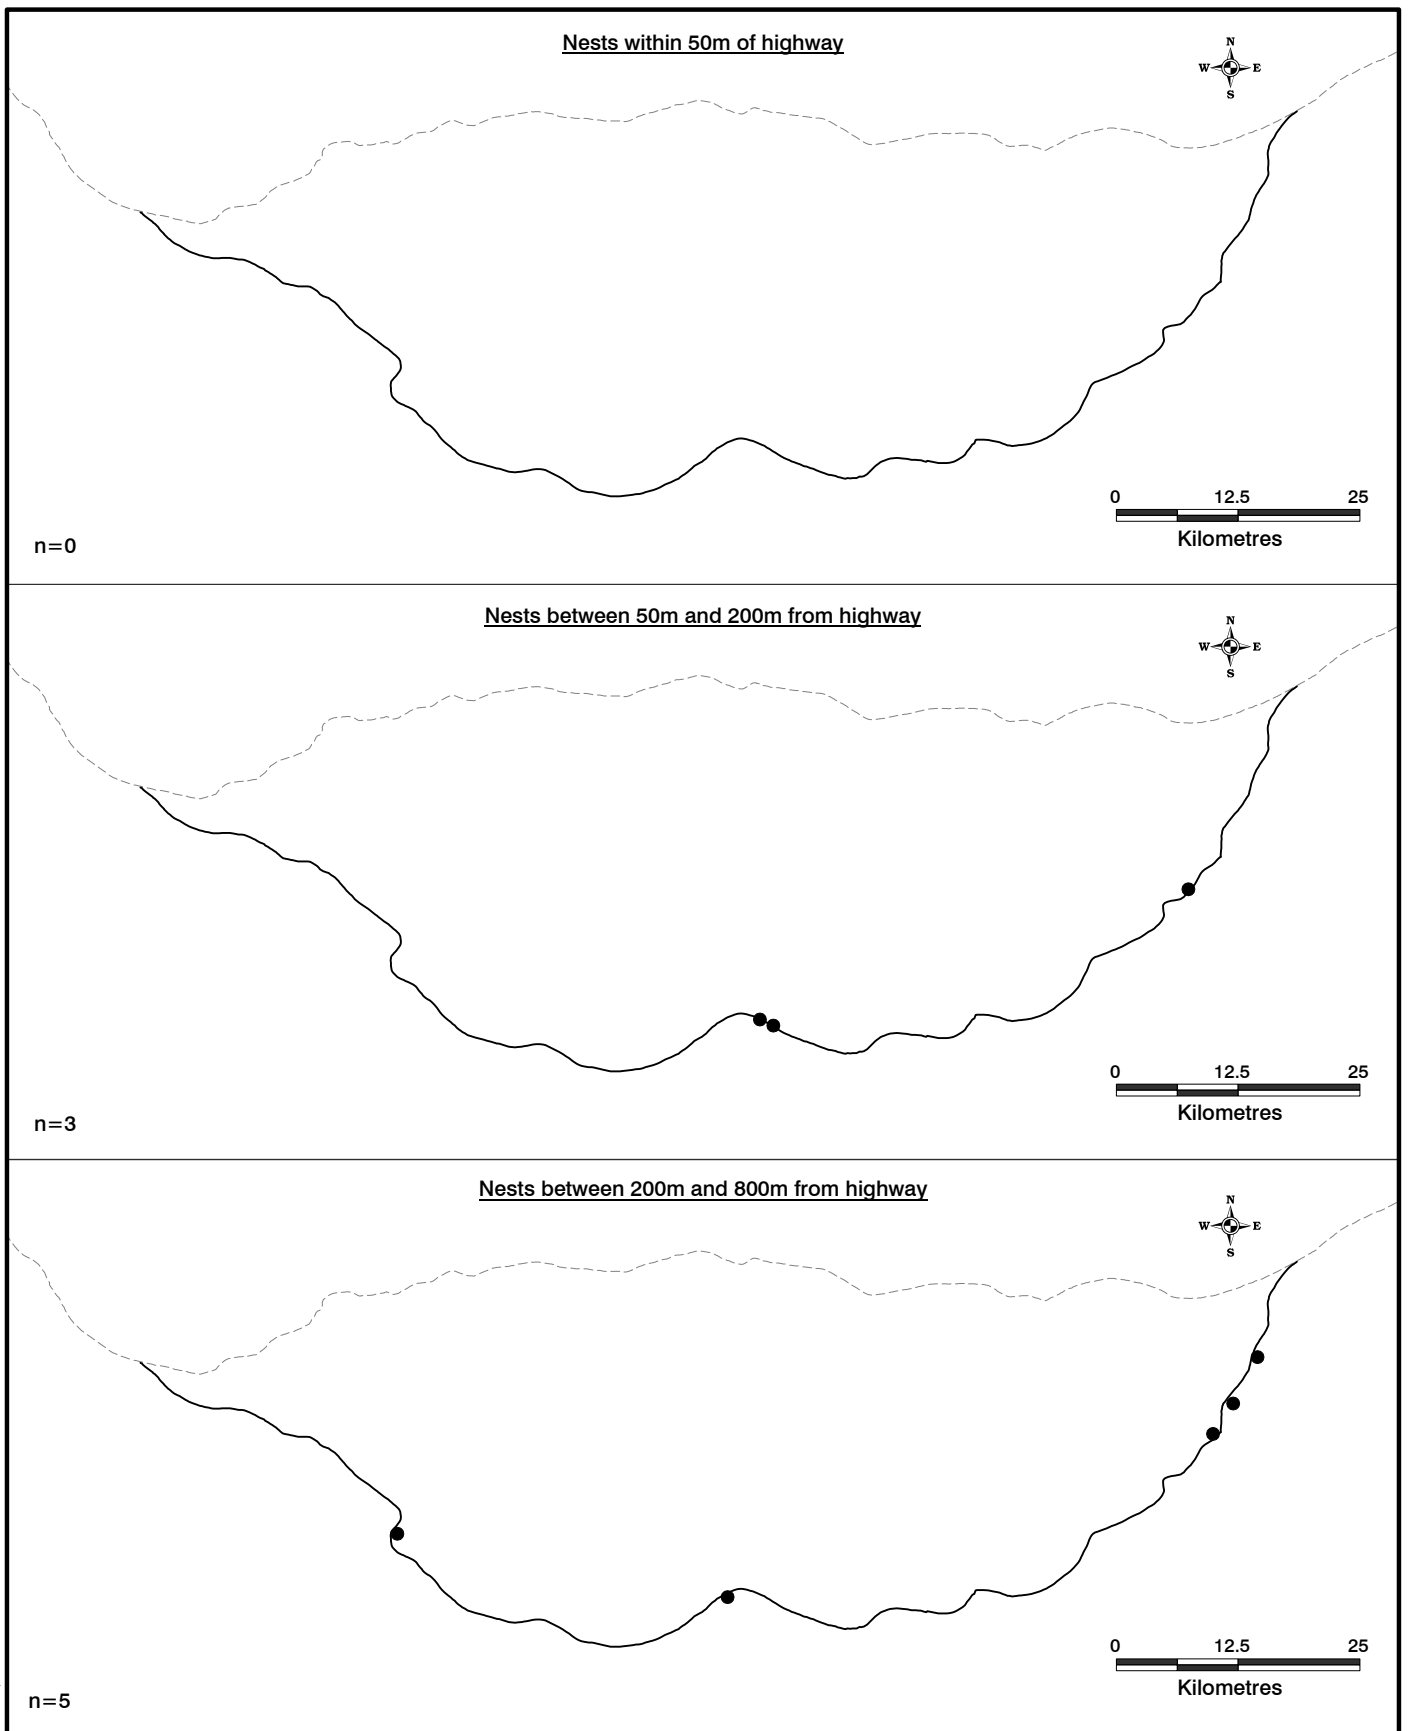 Nests within 50m of highway
N
W E
S
0 12.5 25
Kilometres
n=0
Nests between 50m and 200m from highway
N
W E
S
0 12.5 25
Kilometres
n=3
Nests between 200m and 800m from highway
N
W E
S
0 12.5 25
Kilometres
n=5